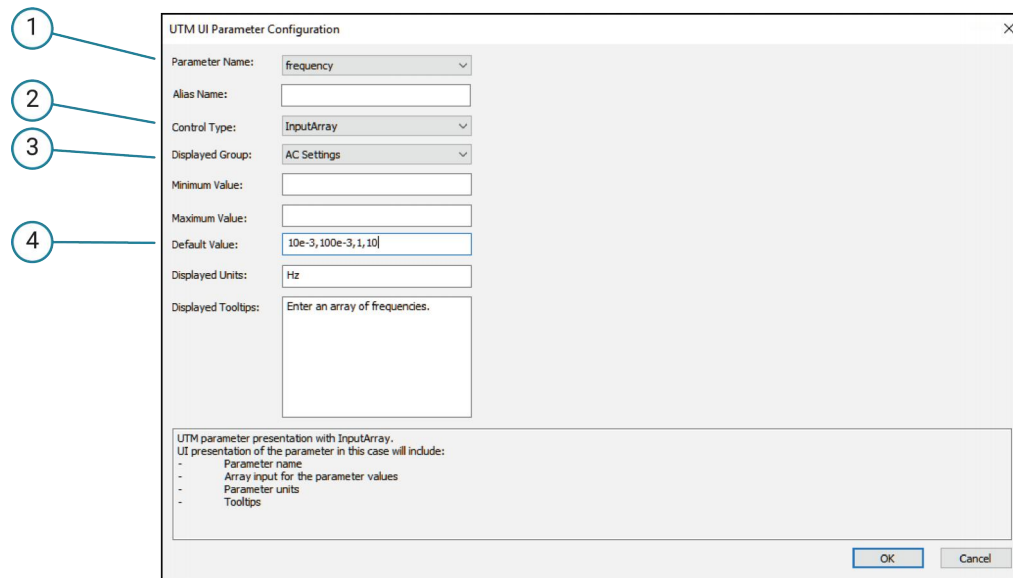 1
UTM UI Parameter Configuration
Parameter Name: frequency
Alias Name:
2
Control Type: InputArray
3
Displayed Group: AC Settings
Minimum Value:
Maximum Value:
4
Default Value: 10e-3,100e-3,1,10
Displayed Units: Hz
Displayed Tooltips: Enter an array of frequencies.
UTM parameter presentation with InputArray.
UI presentation of the parameter in this case will include:
- Parameter name
- Array input for the parameter values
- Parameter units
- Tooltips
OK Cancel